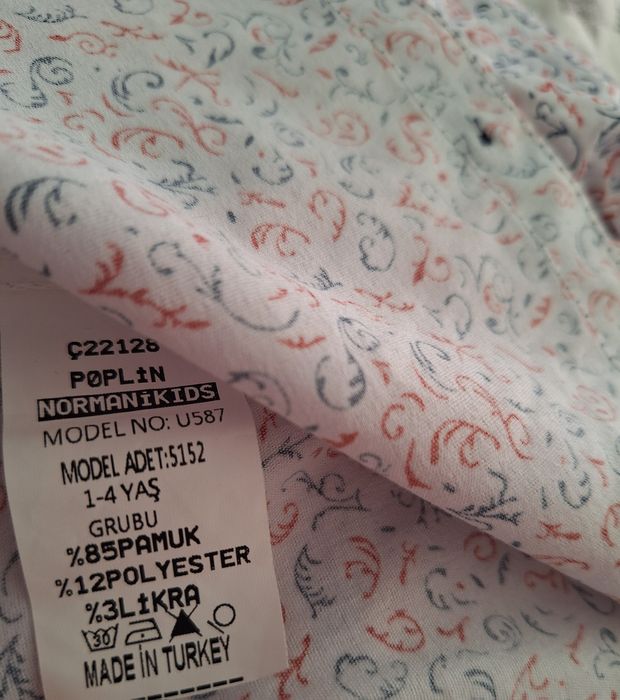 Ç22128
POPLİN
NORMANİKIDS
MODEL NO: U587
MODEL ADET:5152
1-4 YAŞ
GRUBU
%85PAMUK
%12POLYESTER
%3LİKRA
30
MADE İN TURKEY